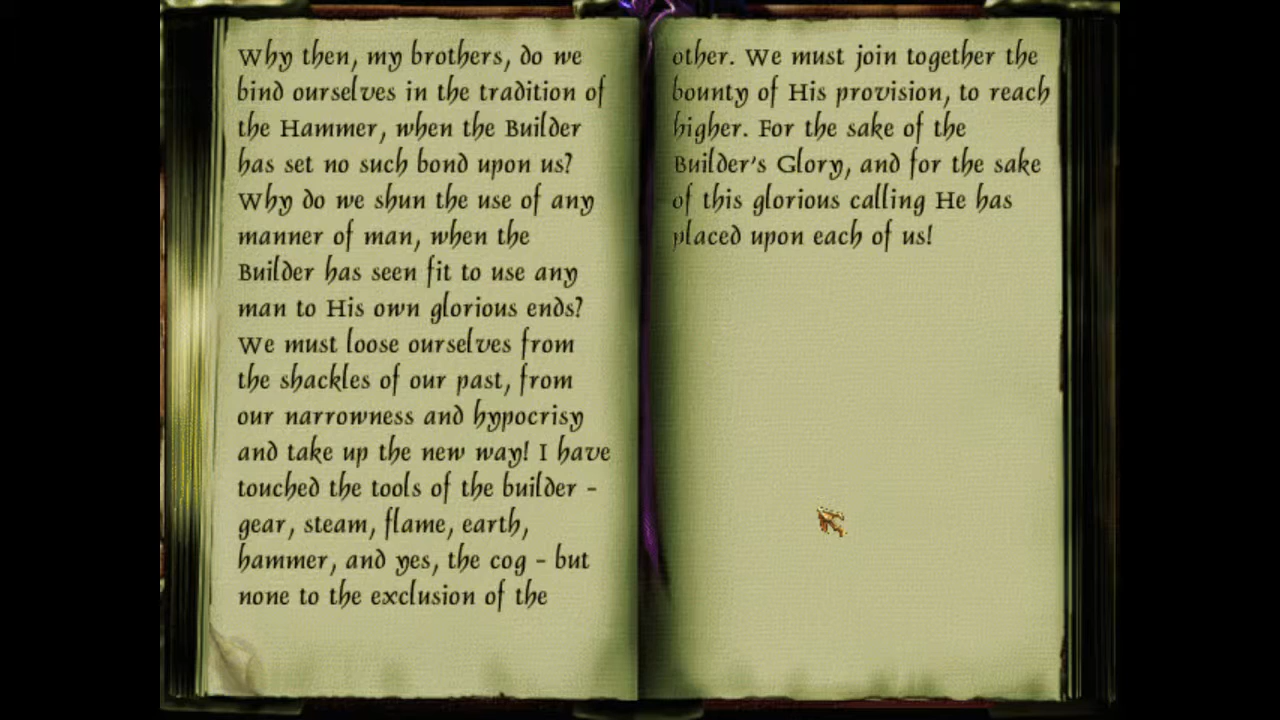 Why then, my brothers, do we
bind ourselves in the tradition of
the Hammer, when the Builder
has set no such bond upon us?
Why do we shun the use of any
manner of man, when the
Builder has seen fit to use any
man to His own glorious ends?
We must loose ourselves from
the shackles of our past, from
our narrowness and hypocrisy
and take up the new way! I have
touched the tools of the builder -
gear, steam, flame, earth,
hammer, and yes, the cog - but
none to the exclusion of the
other. We must join together the
bounty of His provision, to reach
higher. For the sake of the
Builder's Glory, and for the sake
of this glorious calling He has
placed upon each of us!